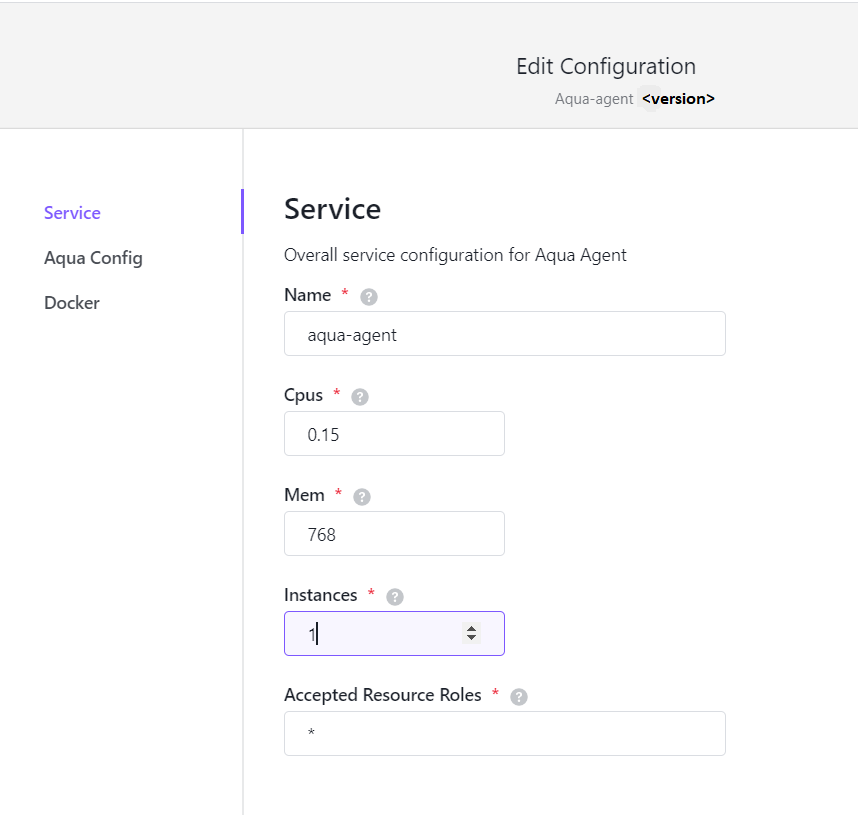 Edit Configuration
Aqua-agent <version>
Service
Aqua Config
Docker
Service
Overall service configuration for Aqua Agent
Name * ?
aqua-agent
Cpus * ?
0.15
Mem * ?
768
Instances * ?
1
Accepted Resource Roles * ?
*